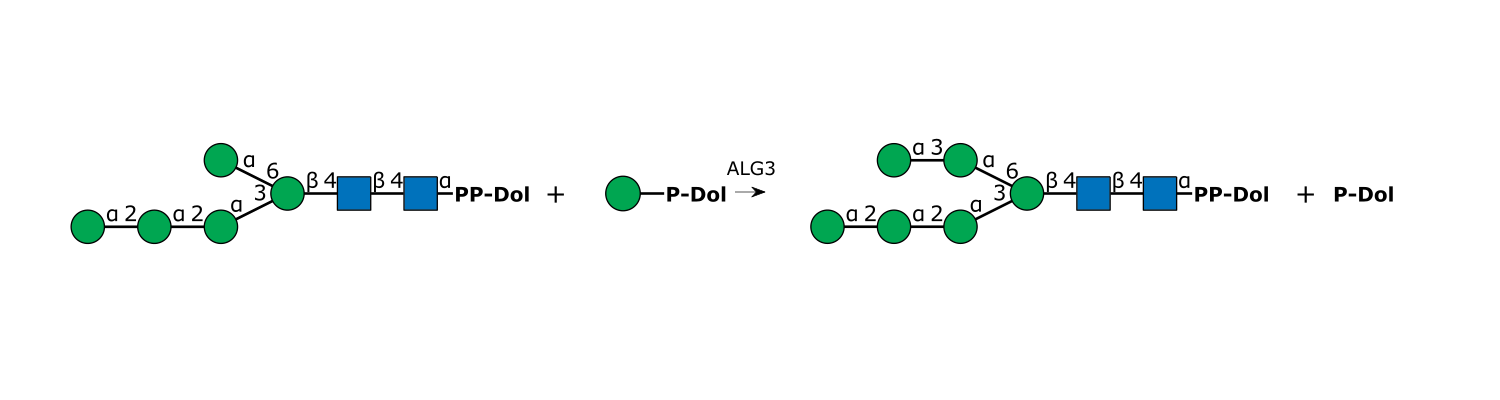 α 6 β 4 β 4 α PP-Dol + P-Dol ALG3 α 3 α 6 β 4 β 4 α PP-Dol + P-Dol
α 2 α 2 α 3 α 2 α 2 α 3